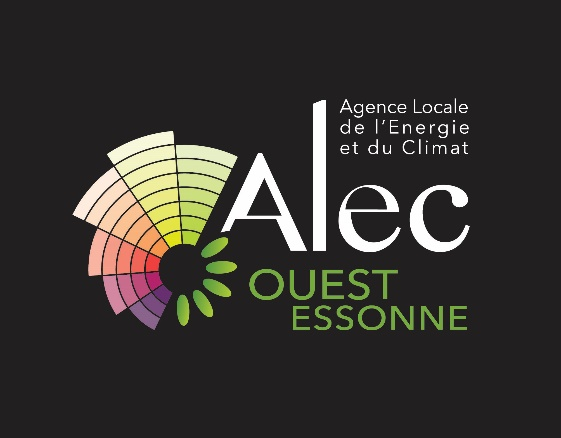 Alec
Agence Locale
de l'Energie
et du Climat
OUEST
ESSONNE